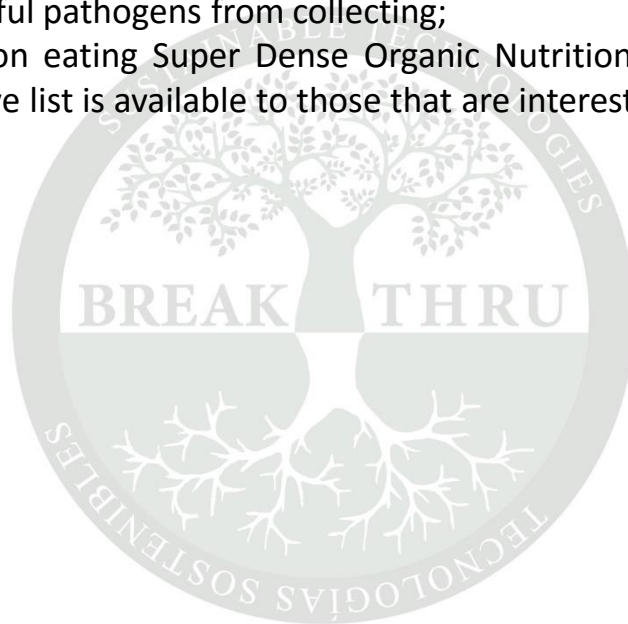 ful pathogens from collecting;
on eating Super Dense Organic Nutrition
ve list is available to those that are interest
SUSTAINABLE TECHNOLOGIES
BREAK THRU
TECNOLOGÍAS SOSTENIBLES